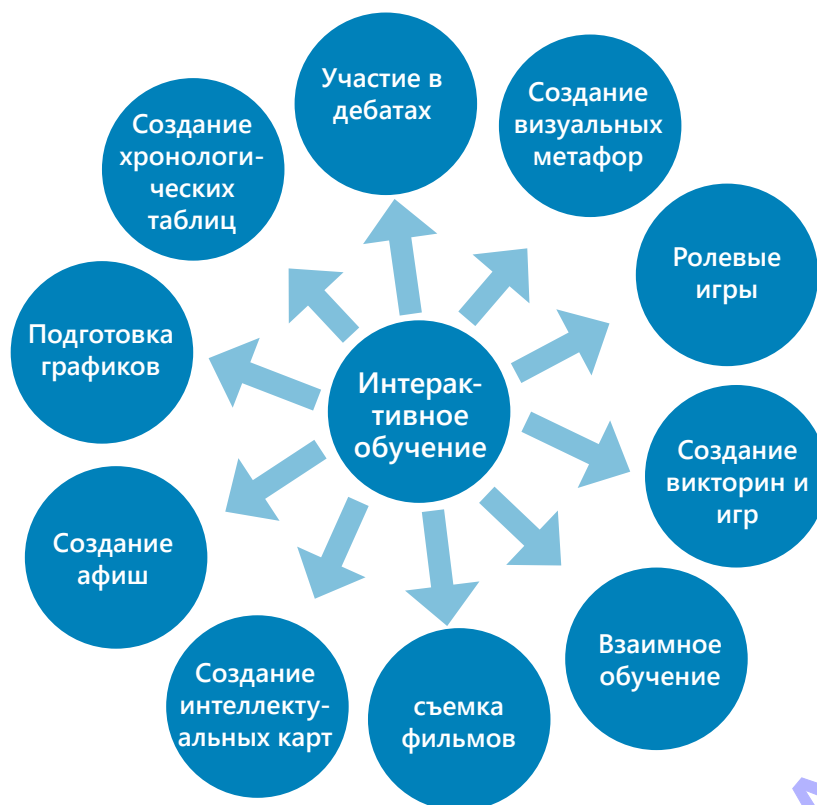 Участие в
дебатах
Создание
визуальных
метафор
Ролевые
игры
Создание
викторин и
игр
Взаимное
обучение
съемка
фильмов
Создание
интеллекту-
альных карт
Создание
афиш
Подготовка
графиков
Создание
хронологи-
ческих
таблиц
Интерак-
тивное
обучение